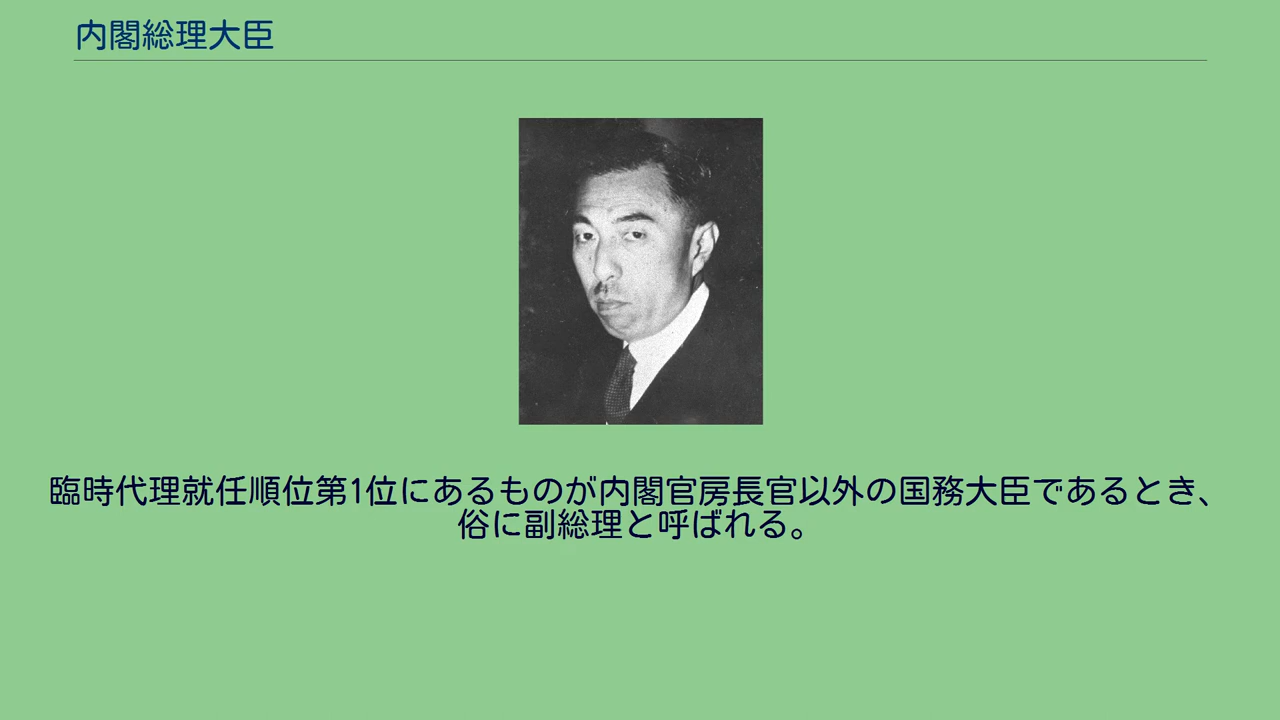 内閣総理大臣
臨時代理就任順位第1位にあるものが内閣官房長官以外の国務大臣であるとき、
俗に副総理と呼ばれる。